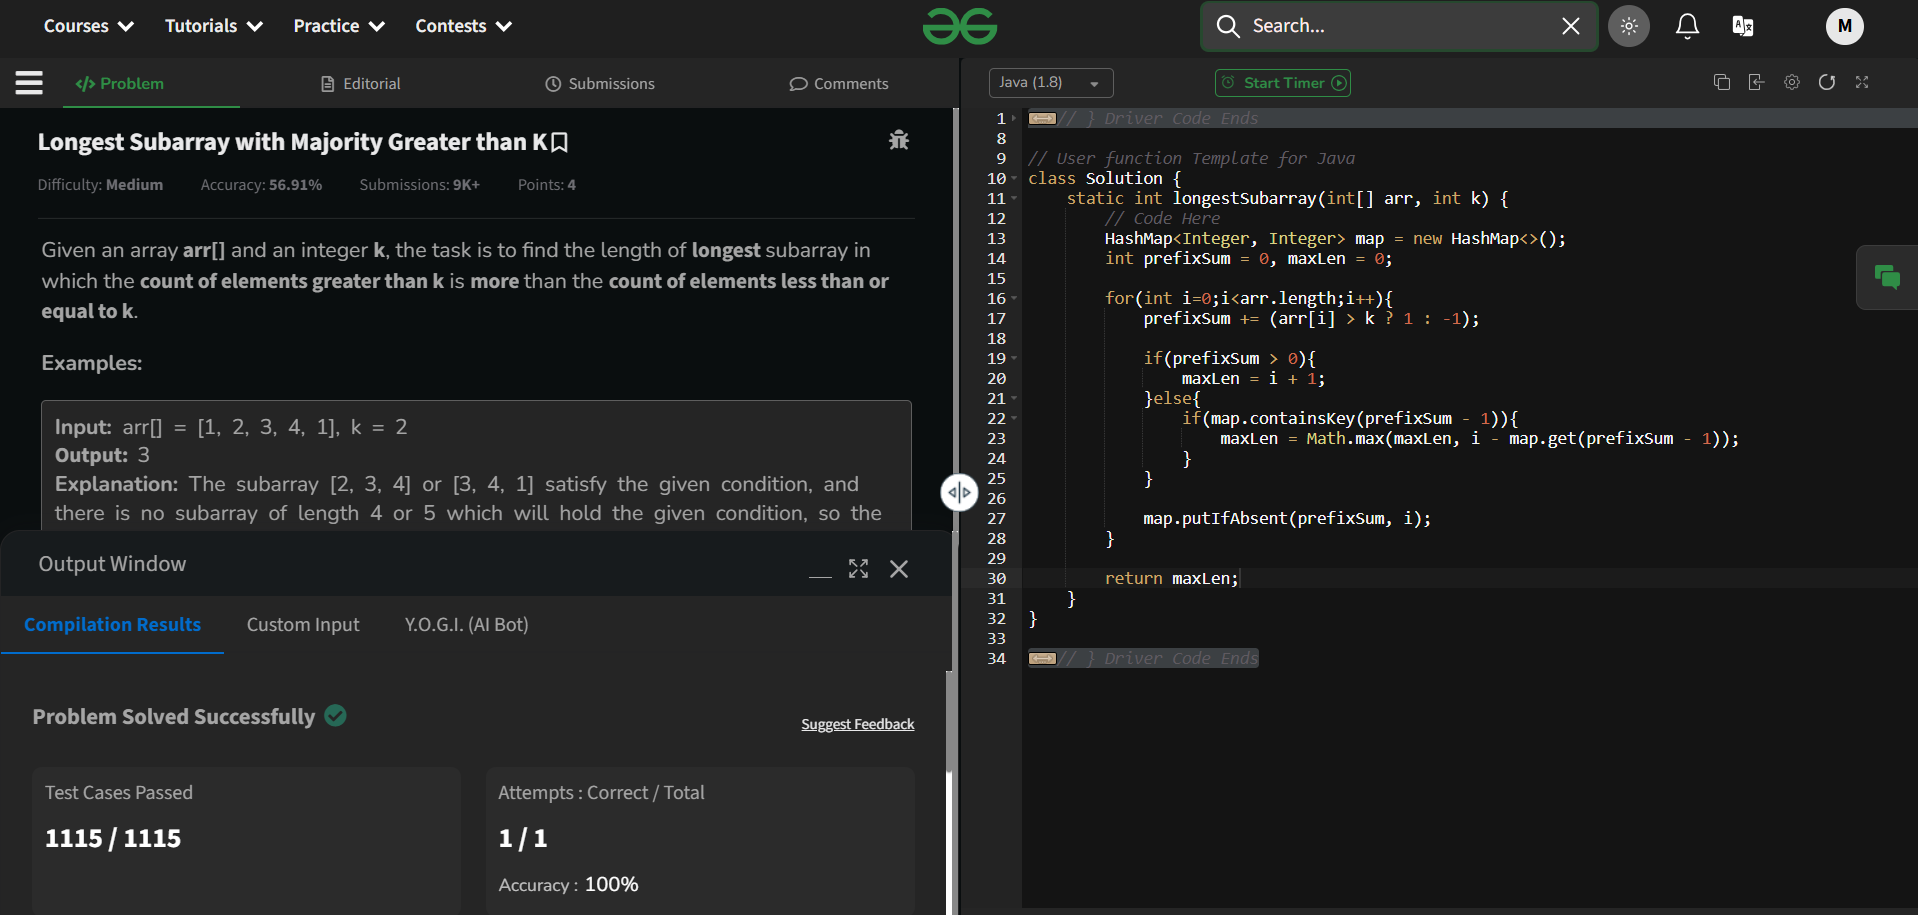 Courses Tutorials Practice Contests Search... M
Problem Editorial Submissions Comments
Longest Subarray with Majority Greater than K
Difficulty: Medium Accuracy: 56.91% Submissions: 9K+ Points: 4
Given an array arr[] and an integer k, the task is to find the length of longest subarray in
which the count of elements greater than k is more than the count of elements less than or
equal to k.
Examples:
Input: arr[] = [1, 2, 3, 4, 1], k = 2
Output: 3
Explanation: The subarray [2, 3, 4] or [3, 4, 1] satisfy the given condition, and
there is no subarray of length 4 or 5 which will hold the given condition, so the
Output Window
Compilation Results Custom Input Y.O.G.I. (AI Bot)
Problem Solved Successfully
Suggest Feedback
Test Cases Passed
1115 / 1115
Attempts : Correct / Total
1 / 1
Accuracy : 100%
Java (1.8) Start Timer
1 // } Driver Code Ends
8
9 // User function Template for Java
10 class Solution {
11 static int longestSubarray(int[] arr, int k) {
12 // Code Here
13 HashMap<Integer, Integer> map = new HashMap<>();
14 int prefixSum = 0, maxLen = 0;
15
16 for(int i=0;i<arr.length;i++){
17 prefixSum += (arr[i] > k ? 1 : -1);
18
19 if(prefixSum > 0){
20 maxLen = i + 1;
21 }else{
22 if(map.containsKey(prefixSum - 1)){
23 maxLen = Math.max(maxLen, i - map.get(prefixSum - 1));
24 }
25 }
26
27 map.putIfAbsent(prefixSum, i);
28 }
29
30 return maxLen;
31 }
32 }
33
34 // } Driver Code Ends